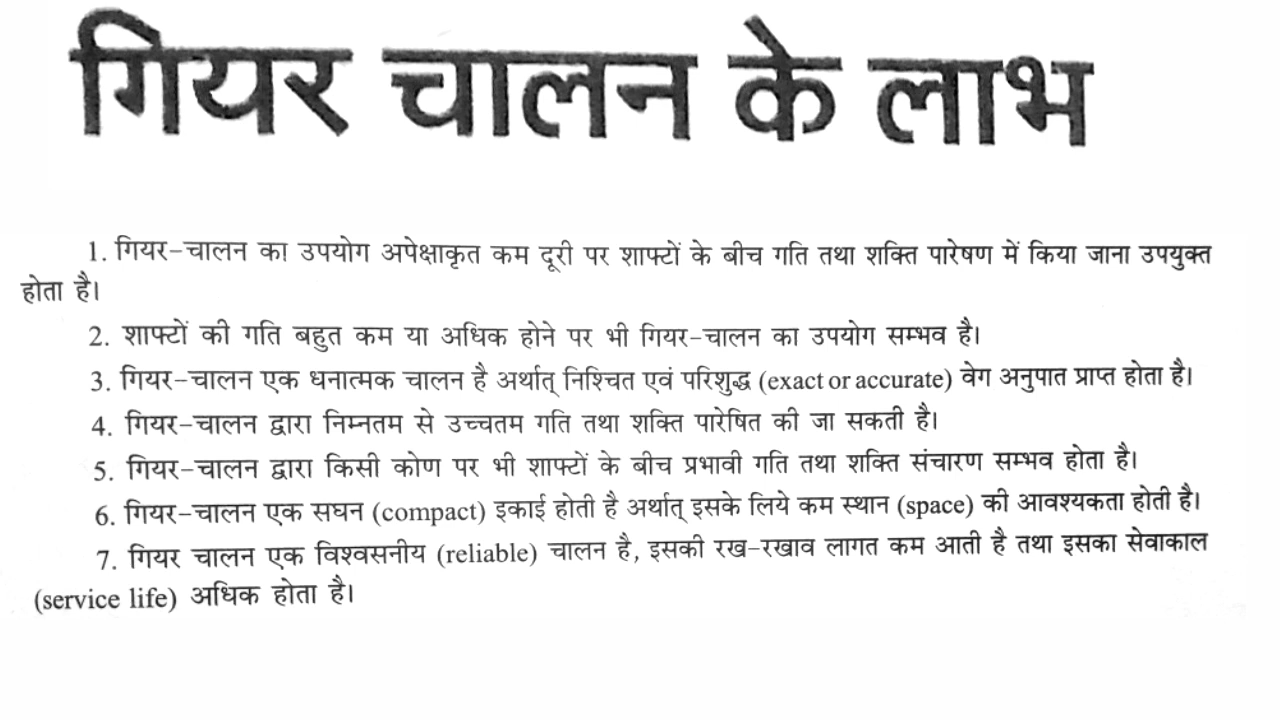 गियर चालन के लाभ
1. गियर-चालन का उपयोग अपेक्षाकृत कम दूरी पर शाफ्टों के बीच गति तथा शक्ति पारेषण में किया जाना उपयुक्त
होता है।
2. शाफ्टों की गति बहुत कम या अधिक होने पर भी गियर-चालन का उपयोग सम्भव है।
3. गियर-चालन एक धनात्मक चालन है अर्थात् निश्चित एवं परिशुद्ध (exact or accurate) वेग अनुपात प्राप्त होता है।
4. गियर-चालन द्वारा निम्नतम से उच्चतम गति तथा शक्ति पारेषित की जा सकती है।
5. गियर-चालन द्वारा किसी कोण पर भी शाफ्टों के बीच प्रभावी गति तथा शक्ति संचारण सम्भव होता है।
6. गियर-चालन एक सघन (compact) इकाई होती है अर्थात् इसके लिये कम स्थान (space) की आवश्यकता होती है।
7. गियर चालन एक विश्वसनीय (reliable) चालन है, इसकी रख-रखाव लागत कम आती है तथा इसका सेवाकाल
(service life) अधिक होता है।